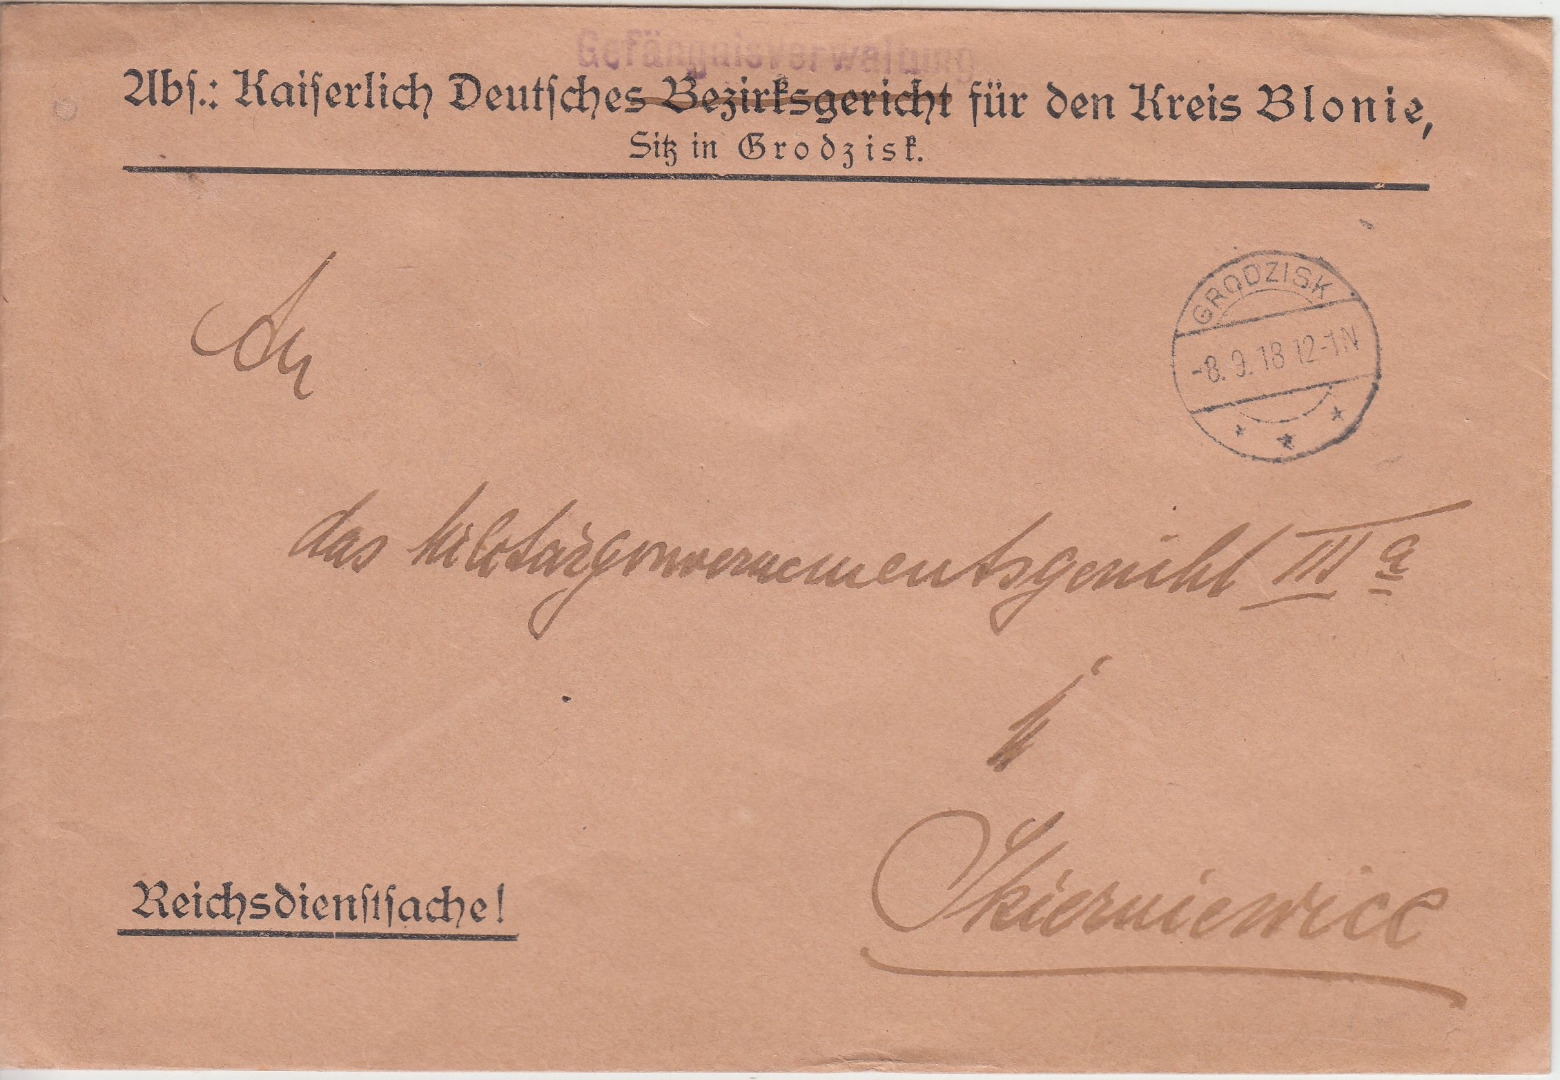 Gefängnisverwaltung
Abſ.: Kaiſerlich Deutſches Bezirksgericht für den Kreis Blonie,
Sitz in Grodzisk.
GRODZISK
-8.9.18 12-1N
An
das Militärgouvernementsgericht III a
in
Skierniewice
Reichsdienſtſache!